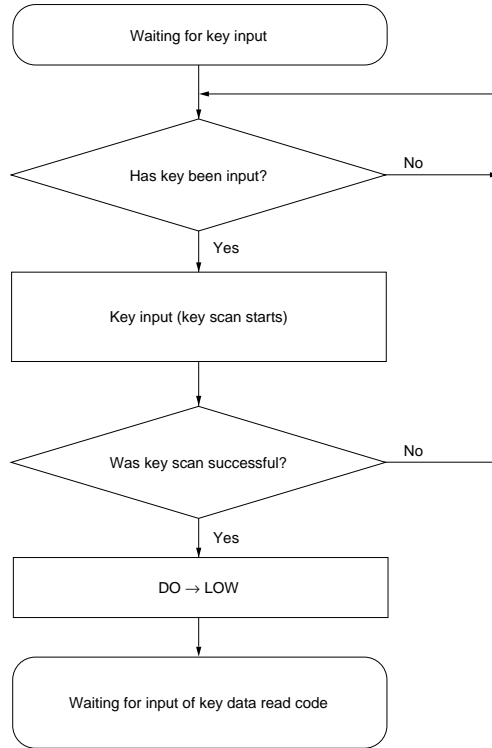 Waiting for key input
Has key been input?
No
Yes
Key input (key scan starts)
Was key scan successful?
No
Yes
DO → LOW
Waiting for input of key data read code